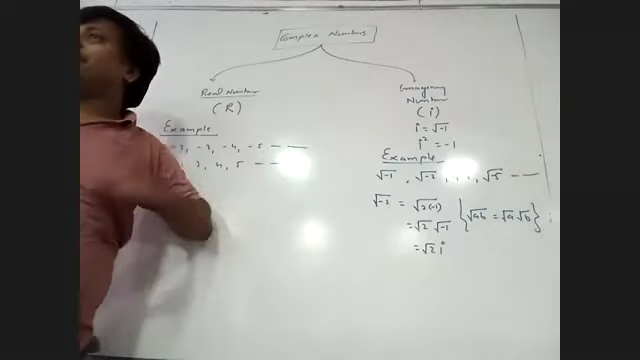 Complex Numbers
Real Number
(R)
Example
-2, -3, -4, -5 — —
, 3, 4, 5 — —
Imaginary
Number
(i)
i = √-1
i² = -1
Example
√-1 , √-2 , , √-5 — —
√-2 = √2(-1) {√ab = √a √b}
= √2 √-1
= √2 i